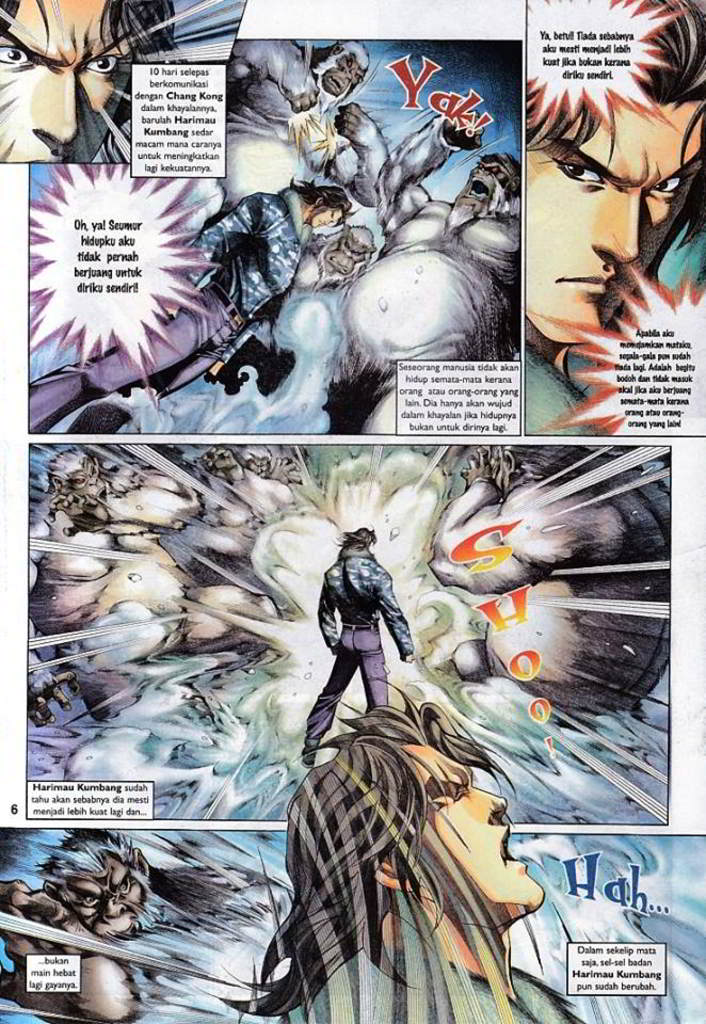 10 hari selepas
berkomunikasi
dengan Chang Kong
dalam khayalannya,
barulah Harimau
Kumbang sedar
macam mana caranya
untuk meningkatkan
lagi kekuatannya.
Yak!
Ya, betul! Tiada sebabnya
aku mesti menjadi lebih
kuat jika bukan kerana
diriku sendiri.
Oh, ya! Seumur
hidupku aku
tidak pernah
berjuang untuk
diriku sendiri!
Seseorang manusia tidak akan
hidup semata-mata kerana
orang atau orang-orang yang
lain. Dia hanya akan wujud
dalam khayalan jika hidupnya
bukan untuk dirinya lagi.
Apabila aku
memejamkan mataku,
segala-gala pun sudah
tiada lagi. Adalah begitu
bodoh dan tidak masuk
akal jika aku berjuang
semata-mata kerana
orang atau orang-
orang yang lain!
SHOO!
Harimau Kumbang sudah
tahu akan sebabnya dia mesti
menjadi lebih kuat lagi dan...
6
...bukan
main hebat
lagi gayanya.
Hah...
Dalam sekelip mata
saja, sel-sel badan
Harimau Kumbang
pun sudah berubah.